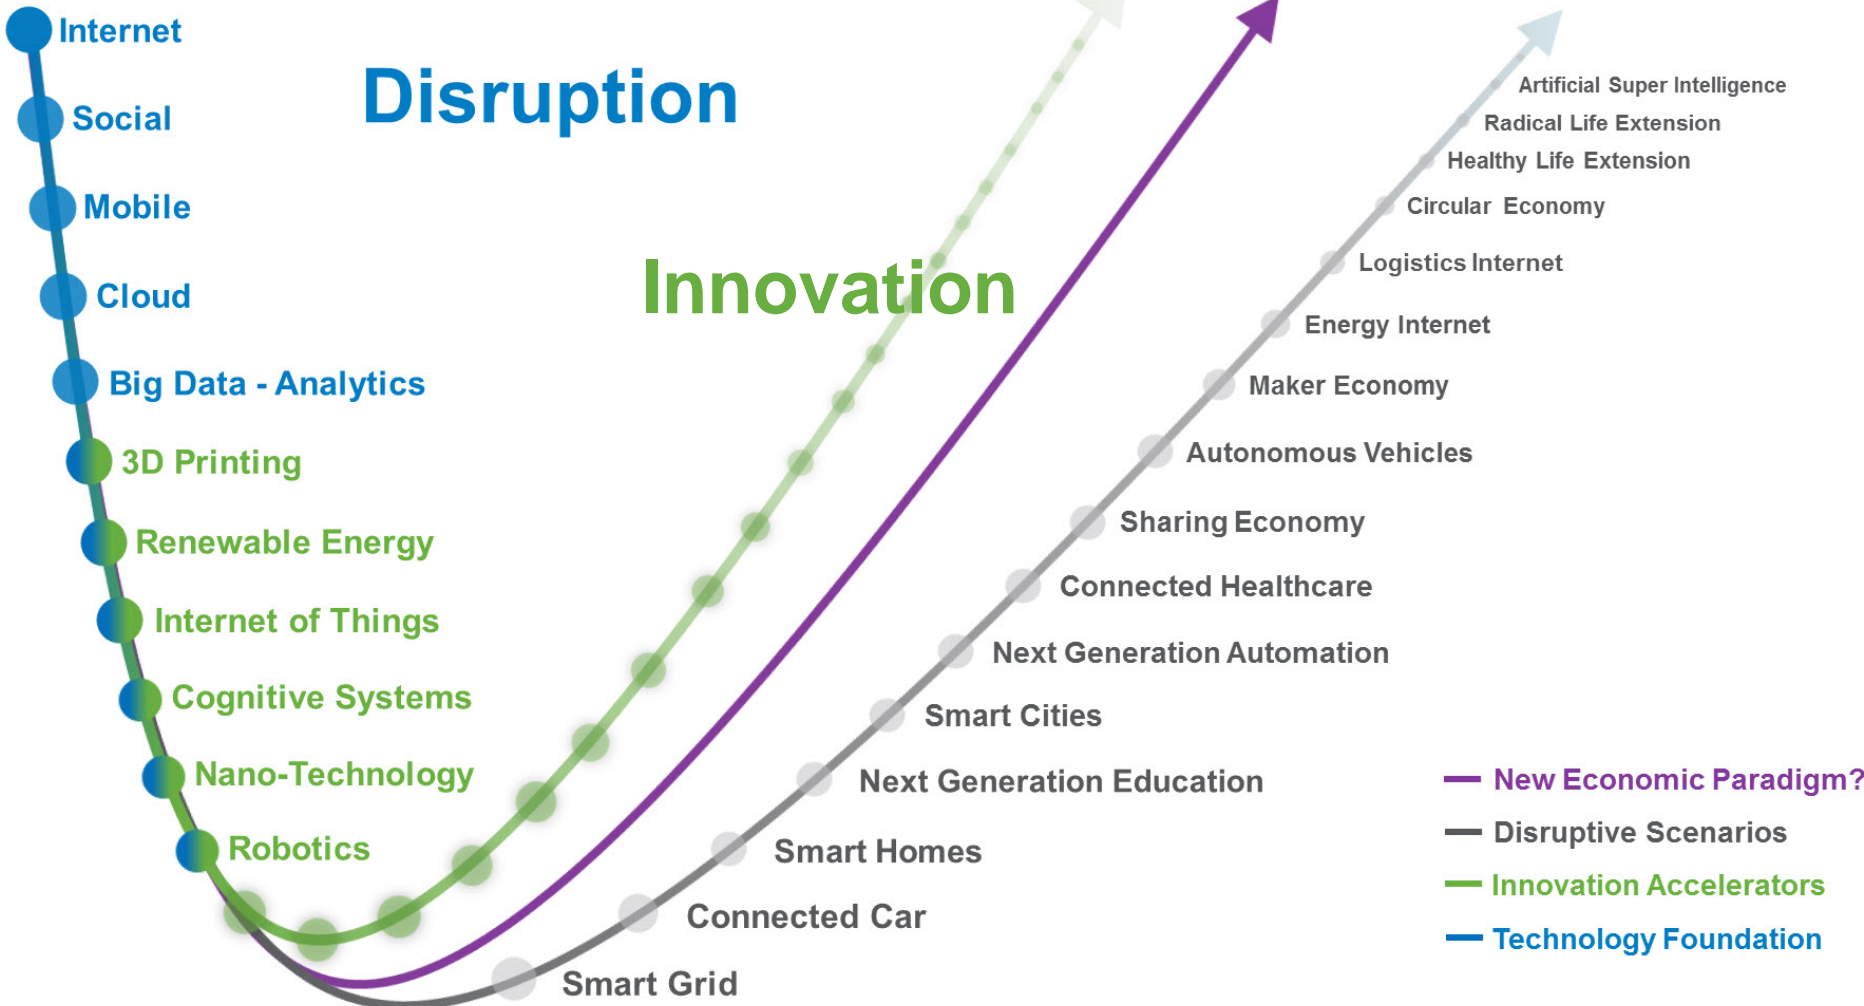 Internet
Social
Mobile
Cloud
Big Data - Analytics
3D Printing
Renewable Energy
Internet of Things
Cognitive Systems
Nano-Technology
Robotics
Disruption
Innovation
Artificial Super Intelligence
Radical Life Extension
Healthy Life Extension
Circular Economy
Logistics Internet
Energy Internet
Maker Economy
Autonomous Vehicles
Sharing Economy
Connected Healthcare
Next Generation Automation
Smart Cities
Next Generation Education
Smart Homes
Connected Car
Smart Grid
New Economic Paradigm?
Disruptive Scenarios
Innovation Accelerators
Technology Foundation